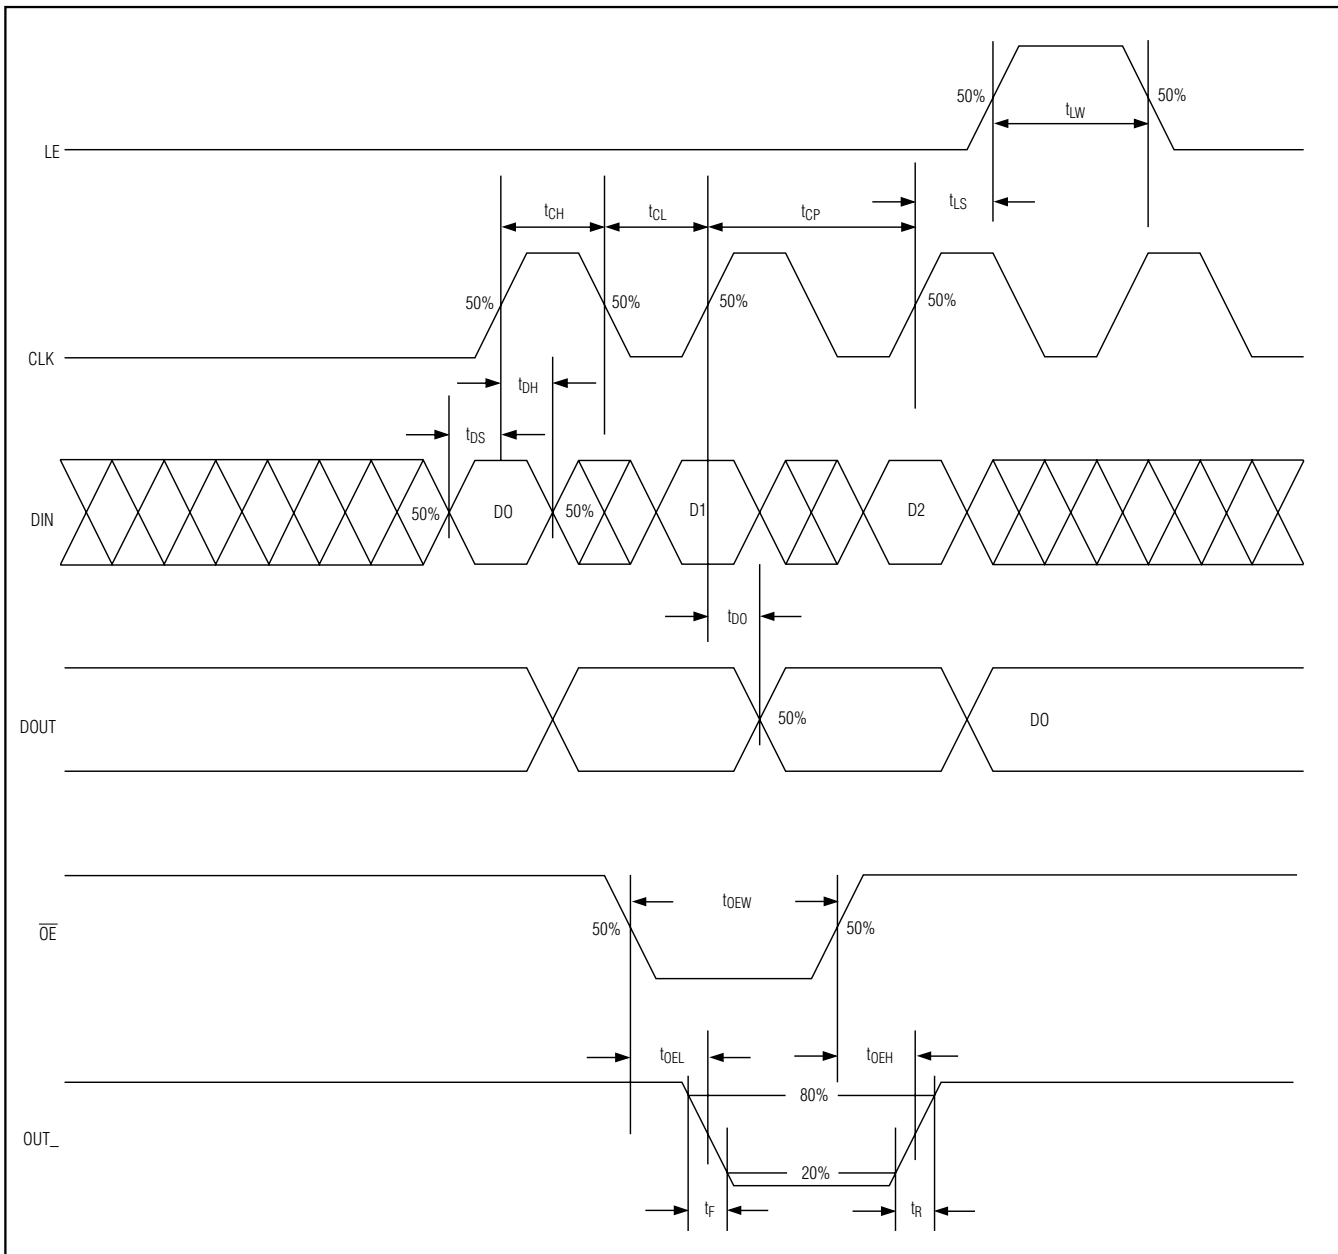 50%
50%
tLW
LE
tCH
tCL
tCP
tLS
50%
50%
50%
50%
CLK
tDH
tDS
DIN
50%
D0
50%
D1
D2
tDO
DOUT
50%
D0
OE
50%
tOEW
50%
tOEL
tOEH
80%
OUT_
20%
tF
tR